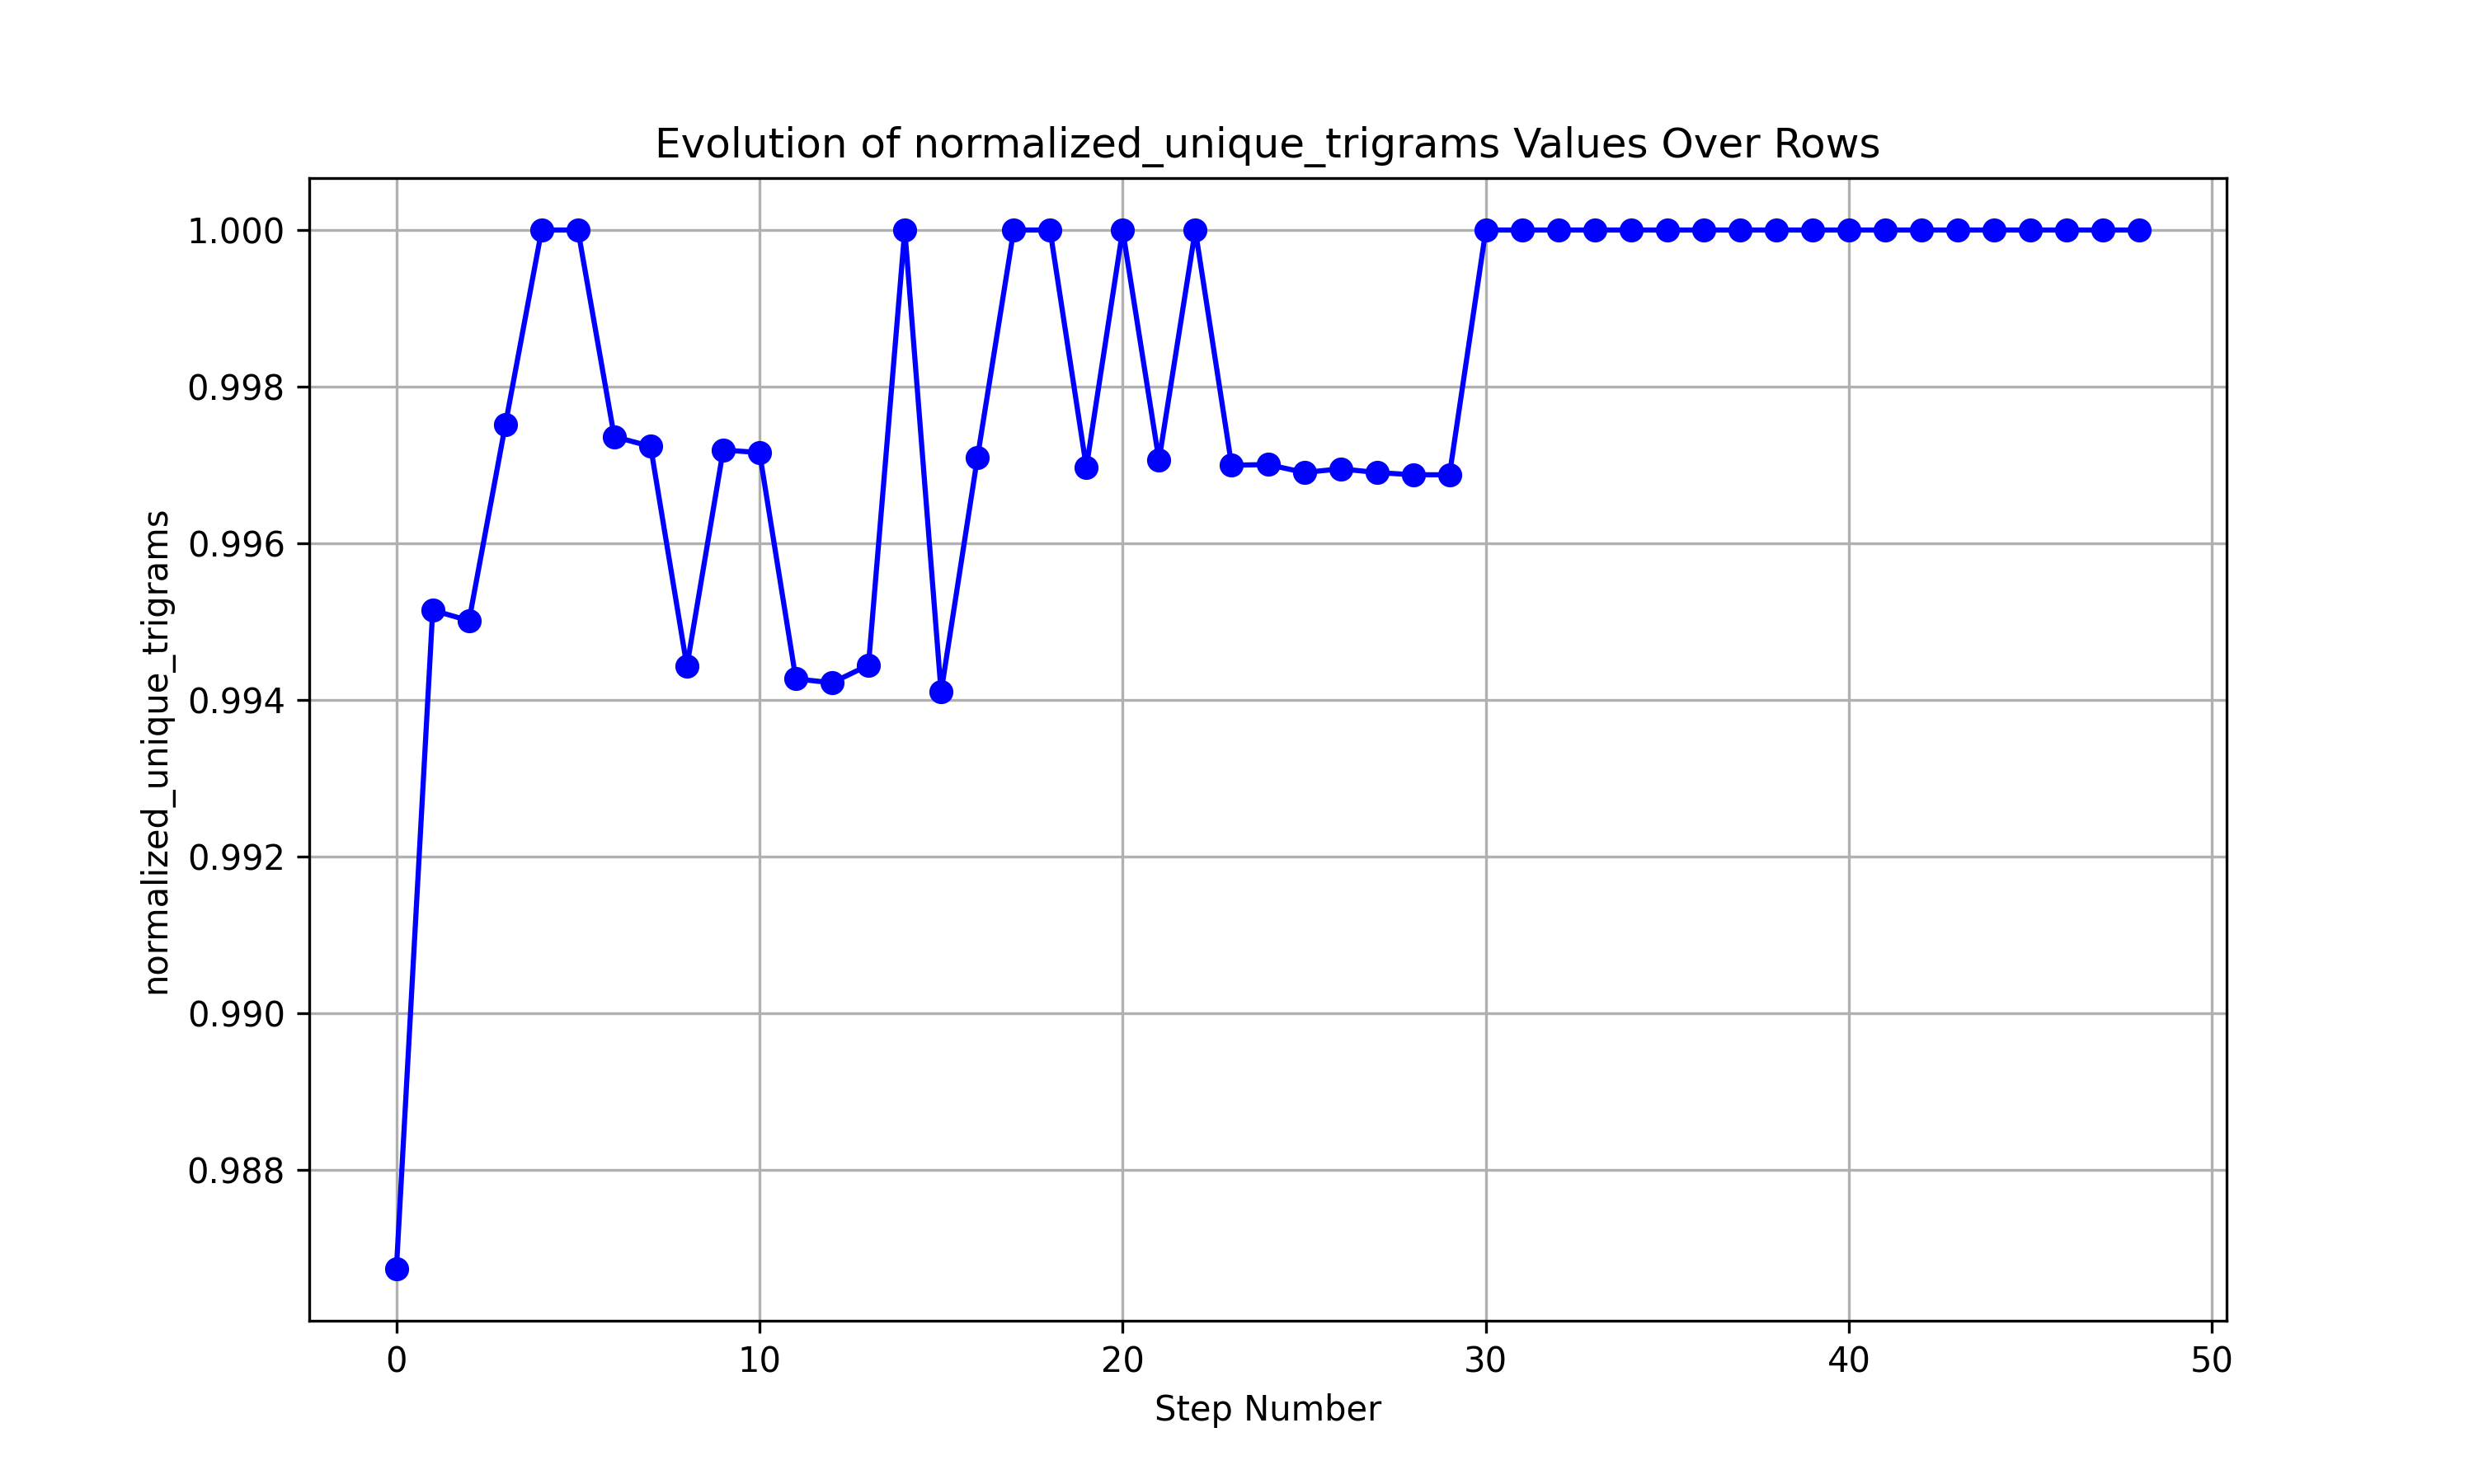 Evolution of normalized_unique_trigrams Values Over Rows
1.000
0.998
0.996
0.994
0.992
0.990
0.988
normalized_unique_trigrams
0 10 20 30 40 50
Step Number